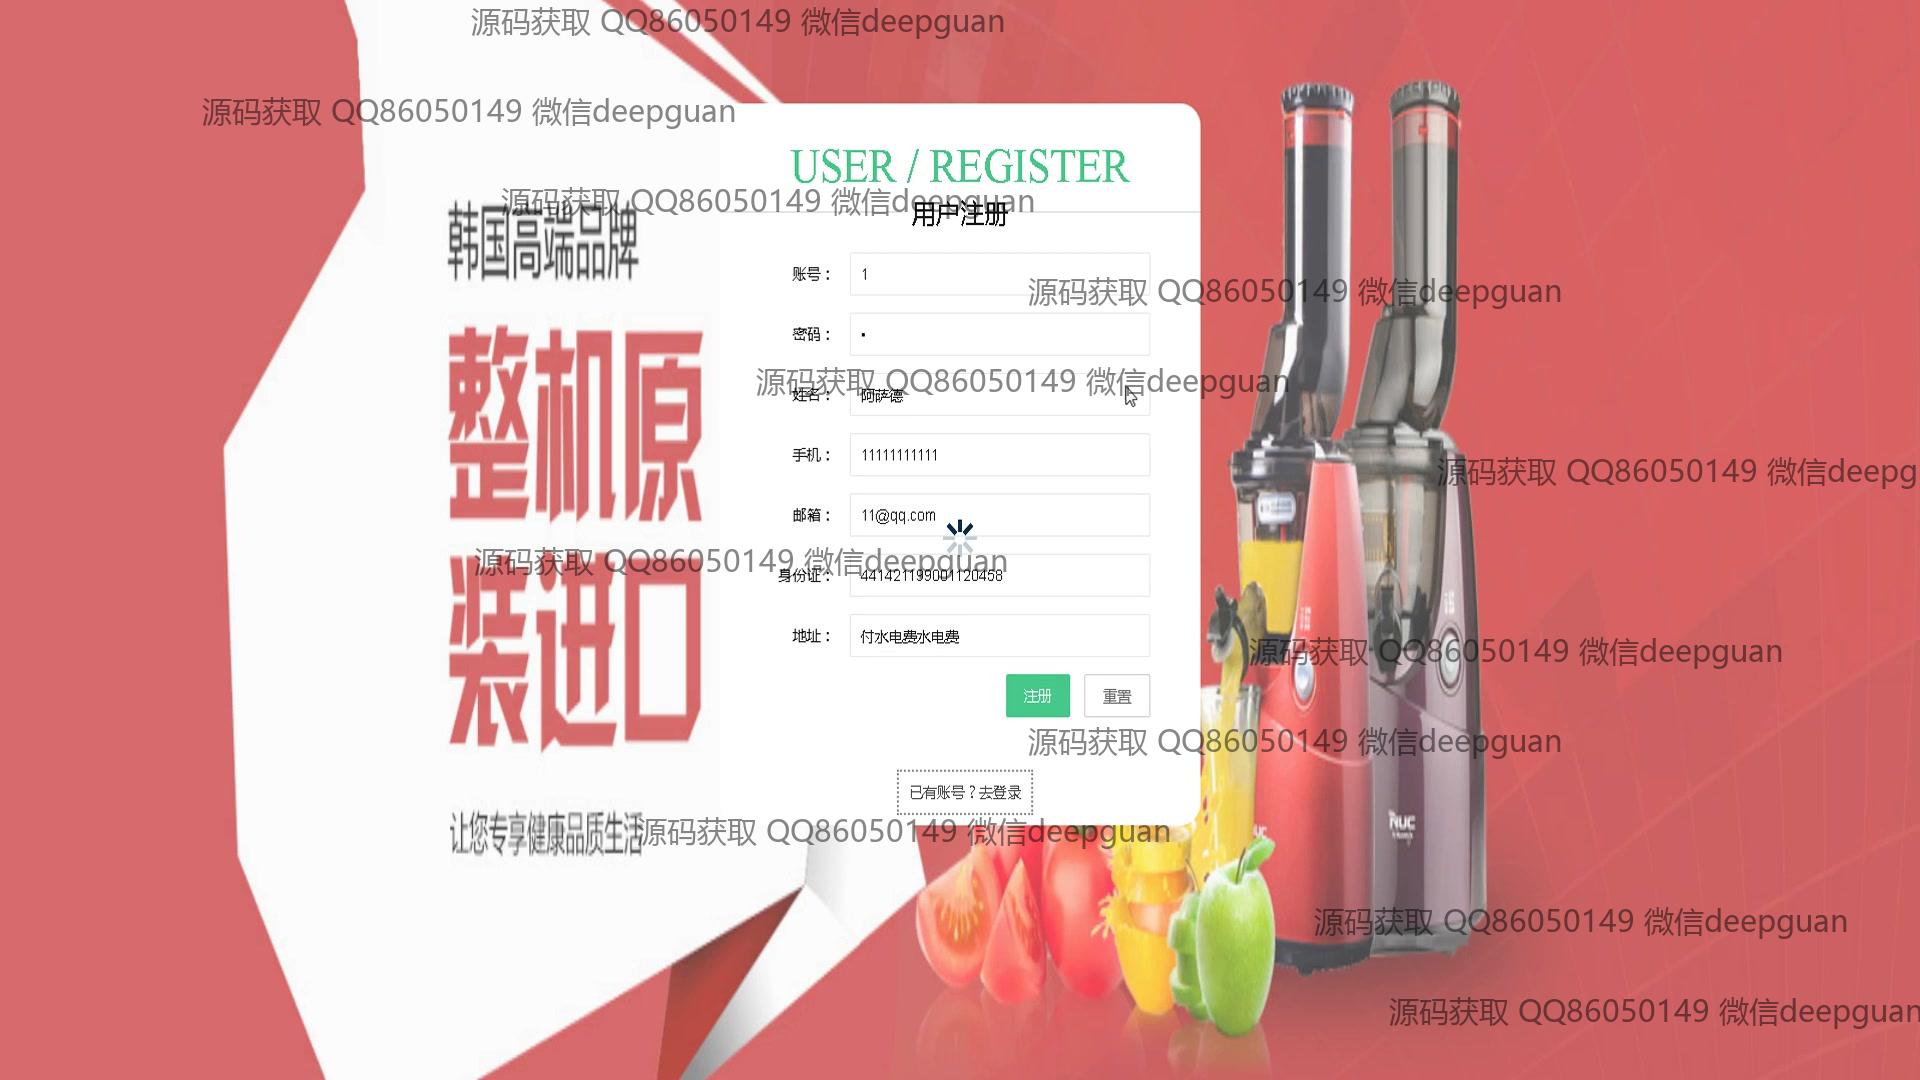 源码获取 QQ86050149 微信deepguan
源码获取 QQ86050149 微信deepguan
USER / REGISTER
源码获取 QQ86050149 微信deepguan
用户注册
韩国高端品牌
账号： 1
源码获取 QQ86050149 微信deepguan
密码： •
整机原
源码获取 QQ86050149 微信deepguan
姓名： 阿萨德
手机： 11111111111
源码获取 QQ86050149 微信deepg
邮箱： 11@qq.com
源码获取 QQ86050149 微信deepguan
身份证： 441421199001120458
装进口
地址： 付水电费水电费
源码获取 QQ86050149 微信deepguan
注册 重置
源码获取 QQ86050149 微信deepguan
已有账号？去登录
让您专享健康品质生活
源码获取 QQ86050149 微信deepguan
NUC
源码获取 QQ86050149 微信deepguan
源码获取 QQ86050149 微信deepguan